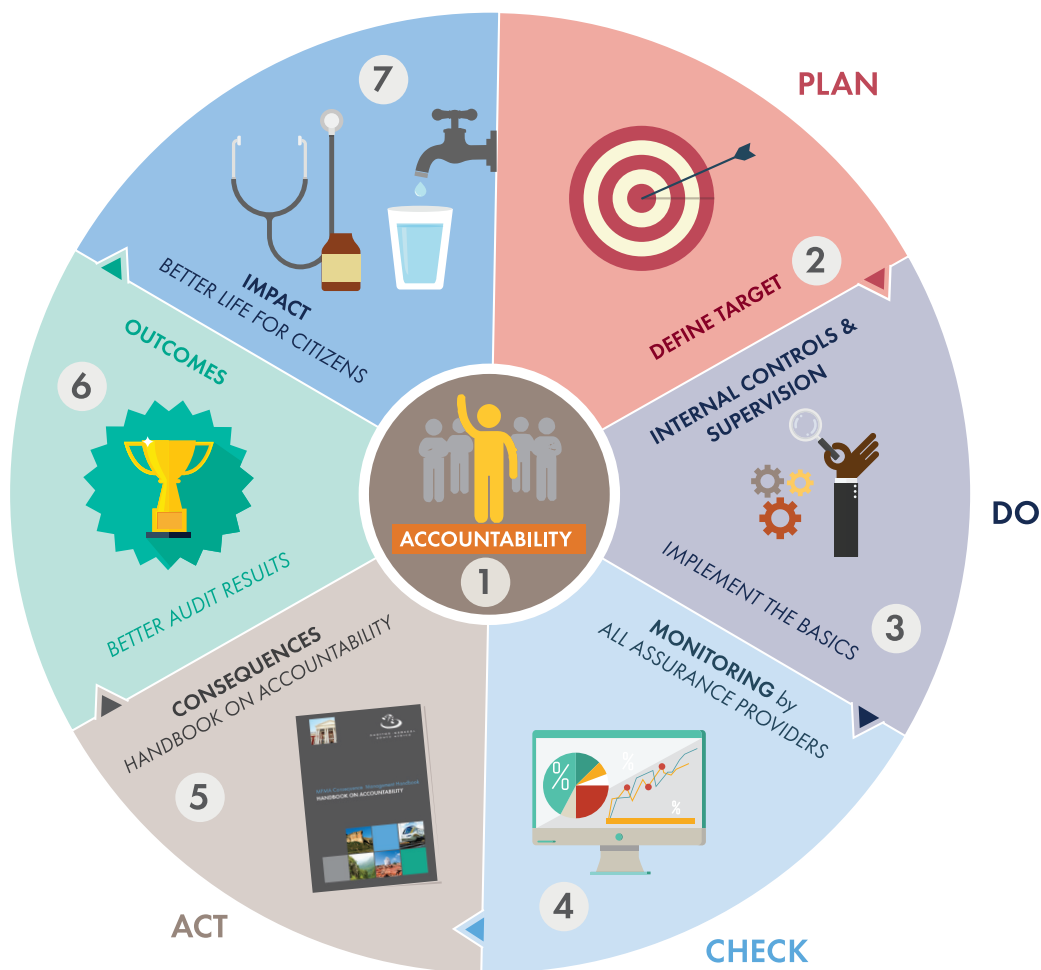 7
PLAN
2
DEFINE TARGET
IMPACT
BETTER LIFE FOR CITIZENS
INTERNAL CONTROLS &
SUPERVISION
OUTCOMES
6
DO
ACCOUNTABILITY
1
IMPLEMENT THE BASICS
3
BETTER AUDIT RESULTS
MONITORING by
ALL ASSURANCE PROVIDERS
CONSEQUENCES
HANDBOOK ON ACCOUNTABILITY
%
%
%
HANDBOOK ON ACCOUNTABILITY
5
4
ACT
CHECK